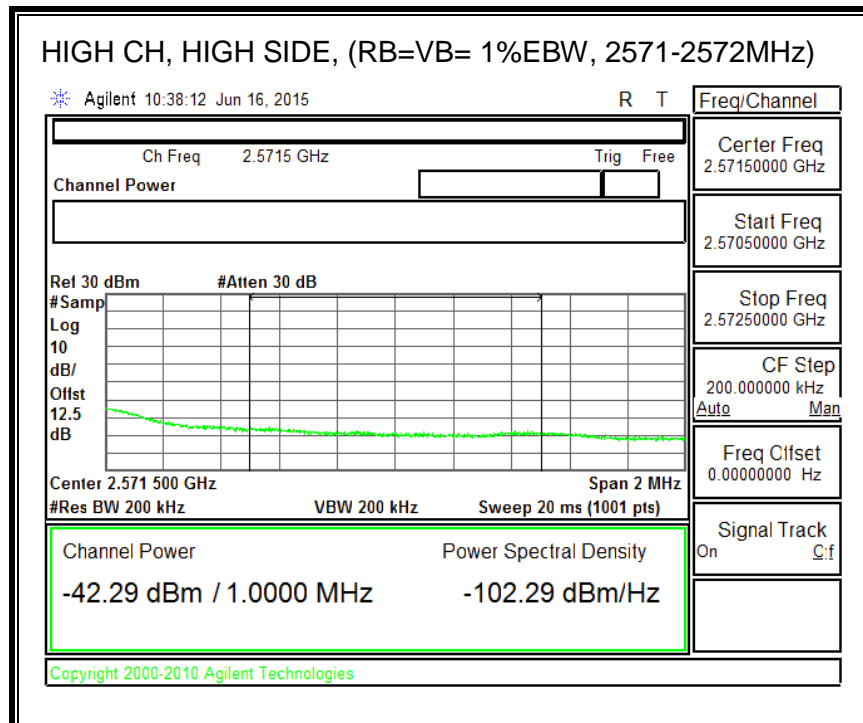 HIGH CH, HIGH SIDE, (RB=VB= 1%EBW, 2571-2572MHz)
Agilent 10:38:12 Jun 16, 2015 R T
Freq/Channel
Ch Freq 2.5715 GHz Trig Free
Channel Power
Center Freq
2.57150000 GHz
Start Freq
2.57050000 GHz
Stop Freq
2.57250000 GHz
CF Step
200.000000 kHz
Auto Man
Freq Offset
0.00000000 Hz
Signal Track
On Off
Ref 30 dBm #Atten 30 dB
#Samp
Log
10
dB/
Offst
12.5
dB
Center 2.571 500 GHz Span 2 MHz
#Res BW 200 kHz VBW 200 kHz Sweep 20 ms (1001 pts)
Channel Power Power Spectral Density
-42.29 dBm / 1.0000 MHz -102.29 dBm/Hz
Copyright 2000-2010 Agilent Technologies